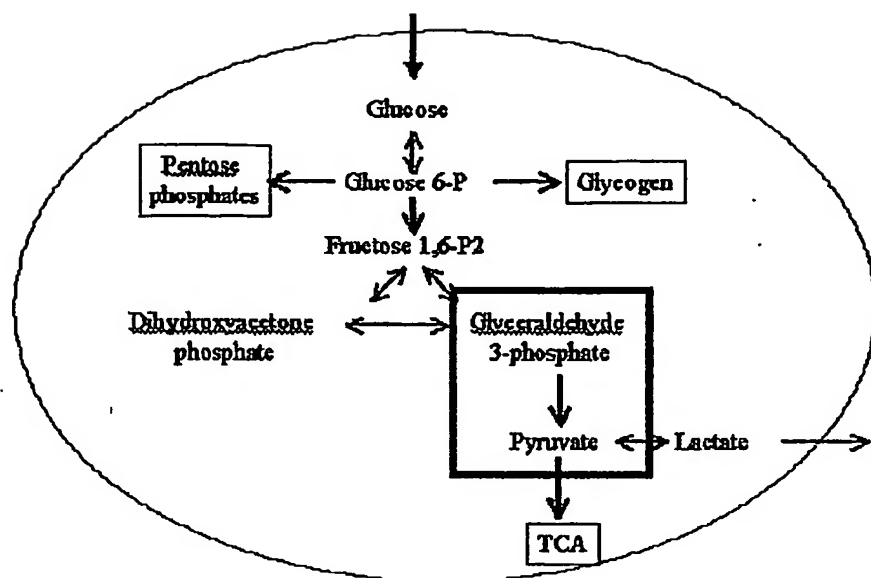 Glucose
Pentose
phosphates
Glucose 6-P
Glycogen
Fructose 1,6-P2
Dihydroxyacetone
phosphate
Glyceraldehyde
3-phosphate
Pyruvate
Lactate
TCA